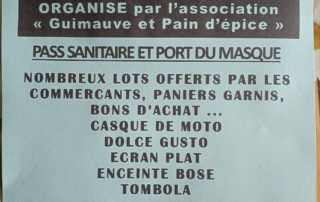 ORGANISE par l'association
« Guimauve et Pain d'épice »
PASS SANITAIRE ET PORT DU MASQUE
NOMBREUX LOTS OFFERTS PAR LES
COMMERCANTS, PANIERS GARNIS,
BONS D'ACHAT ...
CASQUE DE MOTO
DOLCE GUSTO
ECRAN PLAT
ENCEINTE BOSE
TOMBOLA